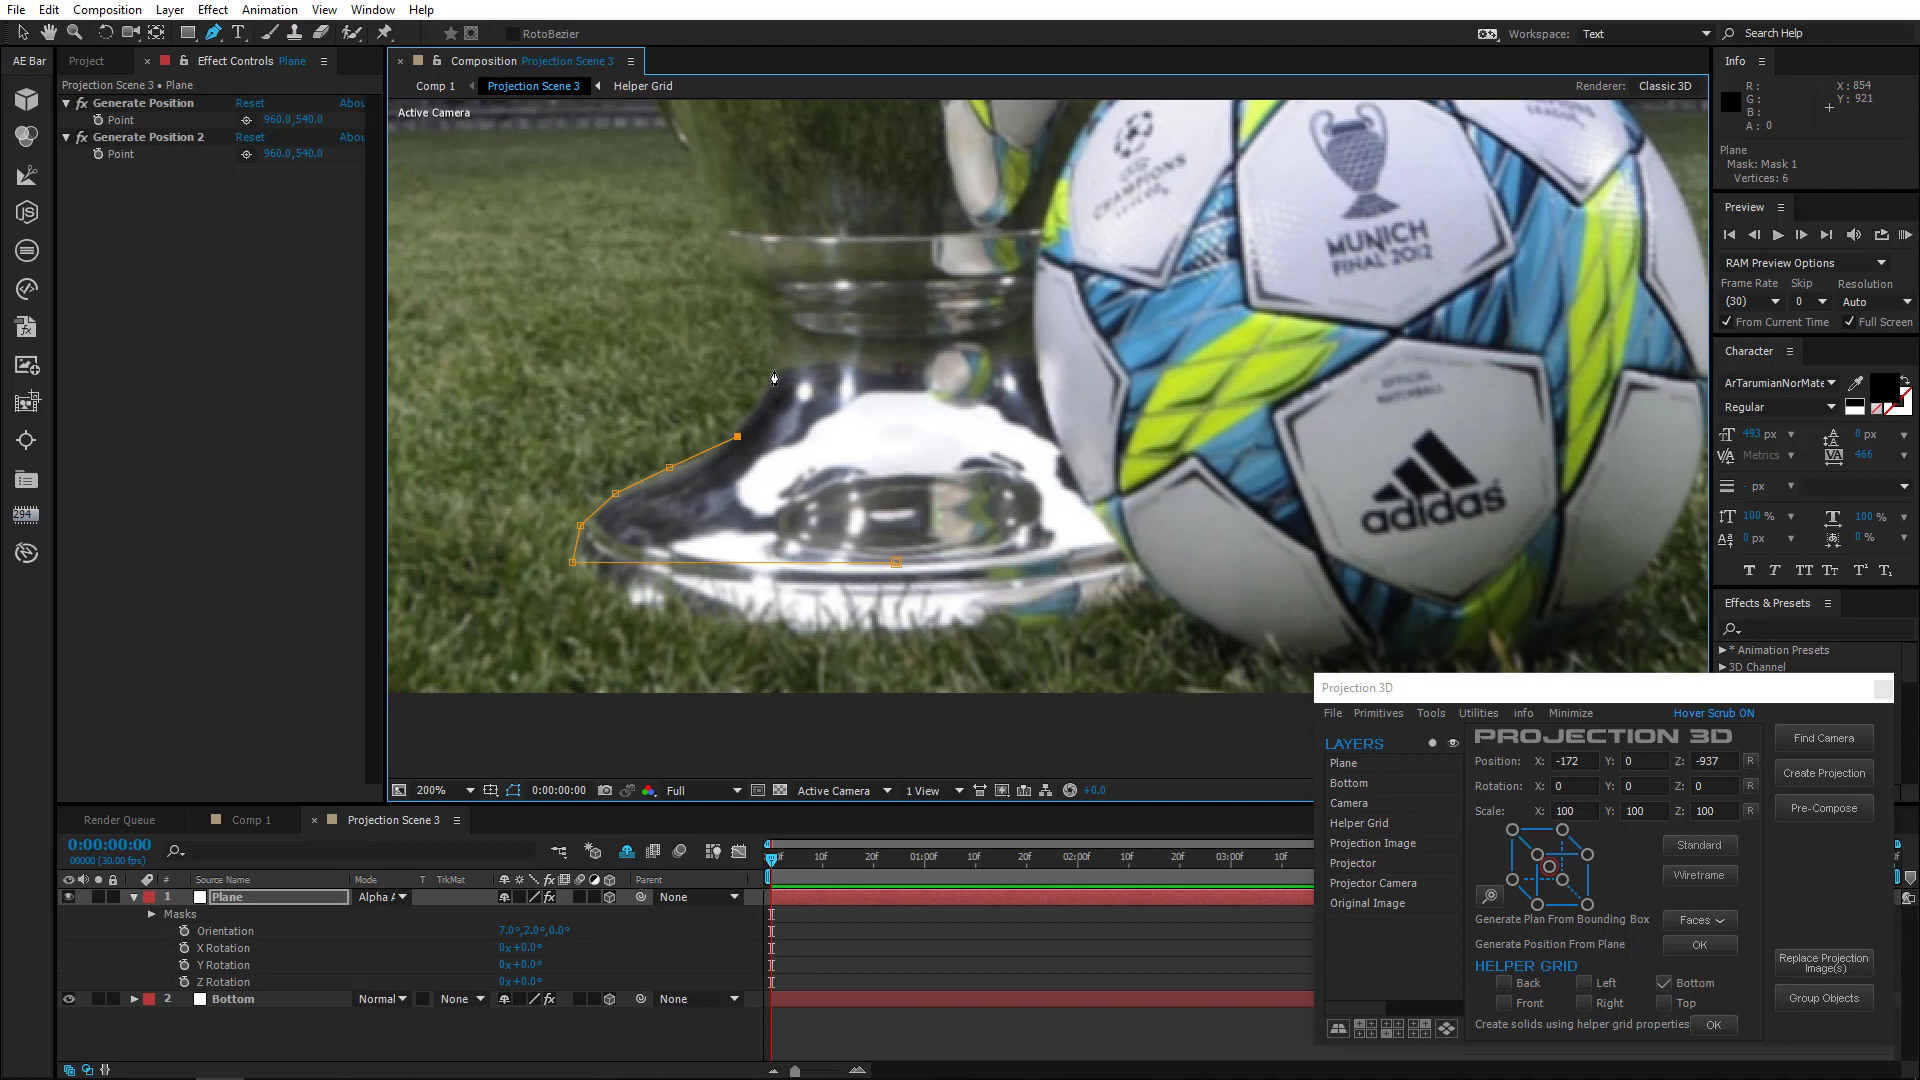 File Edit Composition Layer Effect Animation View Window Help
RotoBezier
Workspace: Text
Search Help
AE Bar
Project
Effect Controls Plane
Composition Projection Scene 3
Info
Projection Scene 3 • Plane
Comp 1
Projection Scene 3
Helper Grid
Renderer: Classic 3D
R :
G :
B :
A : 0
X : 854
Y : 921
fx Generate Position Reset Abou
Point 960.0,540.0
fx Generate Position 2 Reset Abou
Point 960.0,540.0
Active Camera
Plane
Mask: Mask 1
Vertices: 6
CHAMPIONS
MUNICH
FINAL 2012
OFFICIAL
MATCHBALL
adidas
Preview
RAM Preview Options
Frame Rate Skip Resolution
(30) 0 Auto
From Current Time Full Screen
Character
ArTarumianNorMate
Regular
493 px 0 px
Metrics 466
- px
100 % 100 %
0 px 0 %
T T TT Tr T¹ T₁
294
Effects & Presets
* Animation Presets
3D Channel
Projection 3D
File Primitives Tools Utilities info Minimize Hover Scrub ON
LAYERS
Plane
Bottom
Camera
Helper Grid
Projection Image
Projector
Projector Camera
Original Image
PROJECTION 3D
Position: X: -172 Y: 0 Z: -937 R
Rotation: X: 0 Y: 0 Z: 0 R
Scale: X: 100 Y: 100 Z: 100 R
Standard
Wireframe
Generate Plan From Bounding Box Faces
Generate Position From Plane OK
HELPER GRID
Back Left Bottom
Front Right Top
Create solids using helper grid properties OK
Find Camera
Create Projection
Pre-Compose
Replace Projection
Image(s)
Group Objects
200% 0:00:00:00 Full Active Camera 1 View +0.0
Render Queue Comp 1 Projection Scene 3
0:00:00:00
00000 (30.00 fps)
10f 20f 01:00f 10f 20f 02:00f 10f 20f 03:00f 10f
# Source Name Mode T TrkMat Parent
1 Plane Alpha A None
Masks
Orientation 7.0°,2.0°,0.0°
X Rotation 0x+0.0°
Y Rotation 0x+0.0°
Z Rotation 0x+0.0°
2 Bottom Normal None None